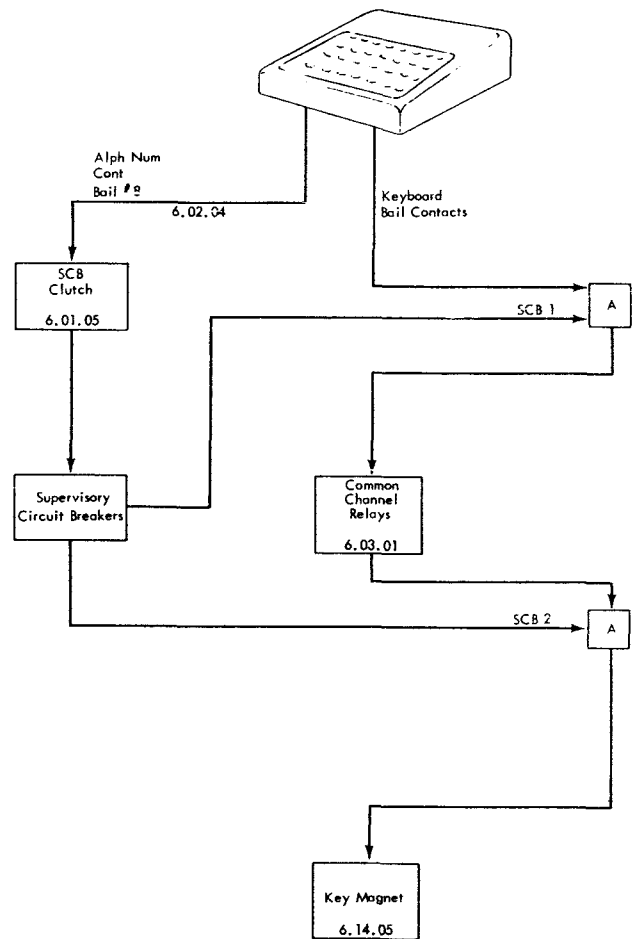 Alph Num
Cont
Bail #8
6.02.04
Keyboard
Bail Contacts
SCB
Clutch
6.01.05
SCB 1
A
Supervisory
Circuit Breakers
Common
Channel
Relays
6.03.01
SCB 2
A
Key Magnet
6.14.05